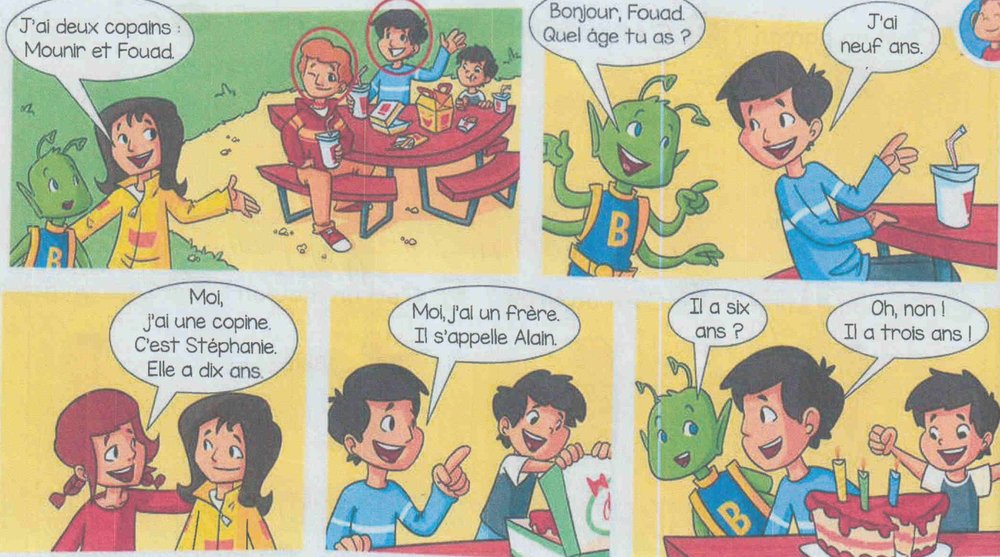 J'ai deux copains :
Mounir et Fouad.
B
Bonjour, Fouad.
Quel âge tu as ?
J'ai
neuf ans.
B
Moi,
j'ai une copine.
C'est Stéphanie.
Elle a dix ans.
Moi, j'ai un frère.
Il s'appelle Alain.
Il a six
ans ?
Oh, non !
Il a trois ans !
B